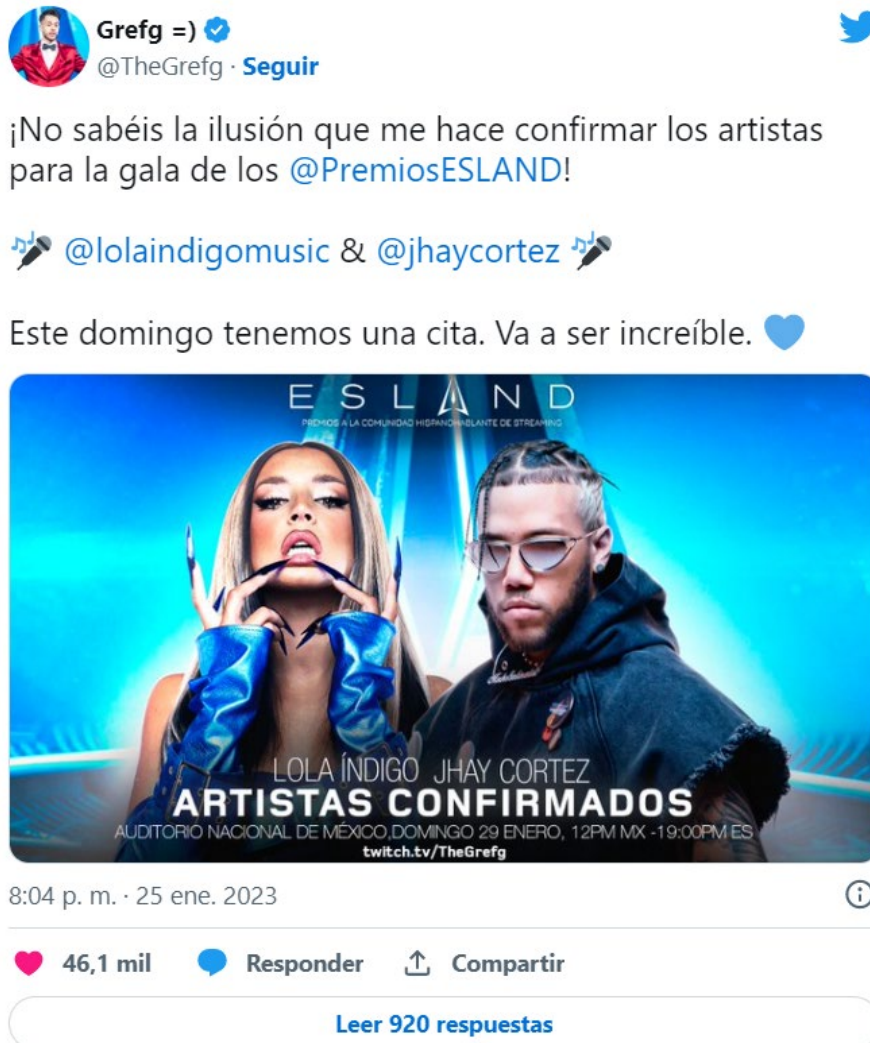 Grefg =)
@TheGrefg · Seguir
¡No sabéis la ilusión que me hace confirmar los artistas
para la gala de los @PremiosESLAND!
@lolaindigomusic & @jhaycortez
Este domingo tenemos una cita. Va a ser increíble.
ESLAND
PREMIOS A LA COMUNIDAD HISPANOHABLANTE DE STREAMING
LOLA ÍNDIGO JHAY CORTEZ
ARTISTAS CONFIRMADOS
AUDITORIO NACIONAL DE MÉXICO,DOMINGO 29 ENERO, 12PM MX -19:00PM ES
twitch.tv/TheGrefg
8:04 p. m. · 25 ene. 2023
46,1 mil Responder Compartir
Leer 920 respuestas